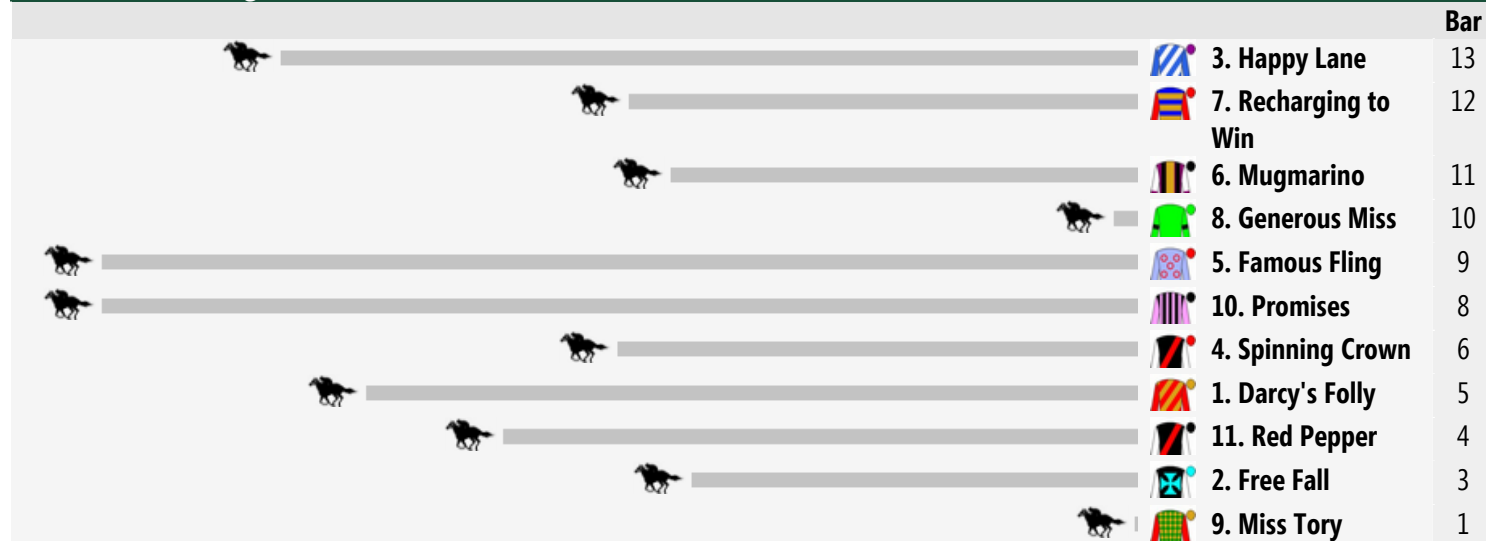 Bar
3. Happy Lane 13
7. Recharging to 12
Win
6. Mugmarino 11
8. Generous Miss 10
5. Famous Fling 9
10. Promises 8
4. Spinning Crown 6
1. Darcy's Folly 5
11. Red Pepper 4
2. Free Fall 3
9. Miss Tory 1